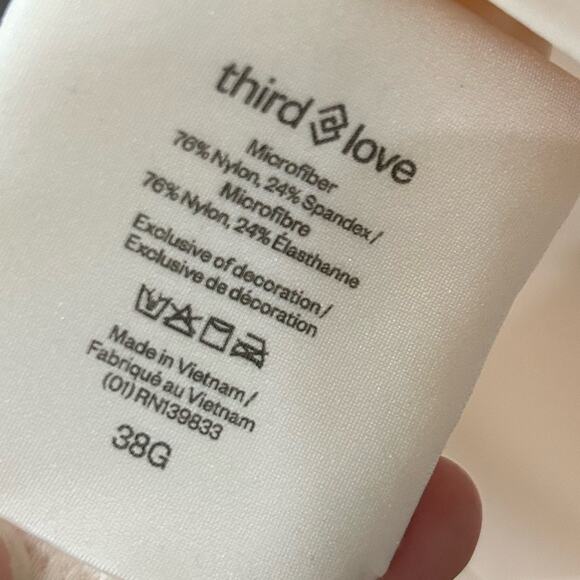 third love
Microfiber
76% Nylon, 24% Spandex/
Microfibre
76% Nylon, 24% Élasthanne
Exclusive of decoration/
Exclusive de décoration
Made in Vietnam/
Fabriqué au Vietnam
(01) RN139833
38G